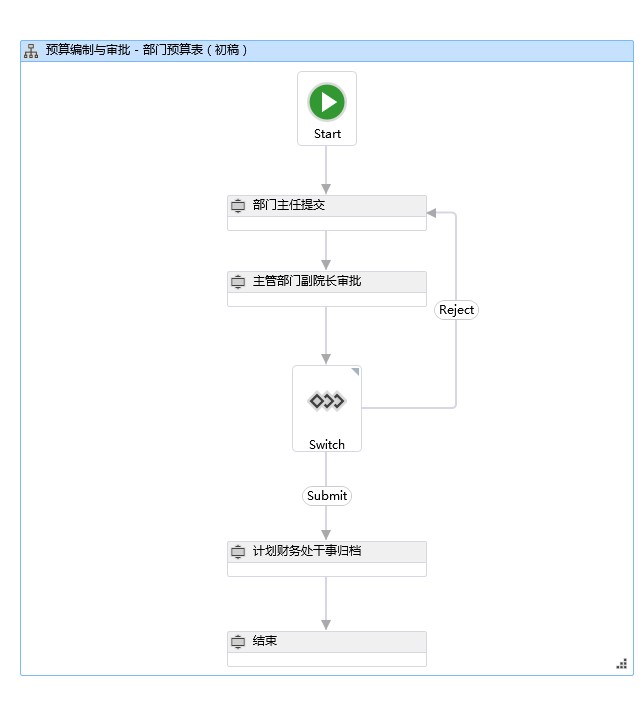 预算编制与审批 - 部门预算表（初稿）
Start
部门主任提交
主管部门副院长审批
Reject
Switch
Submit
计划财务处干事归档
结束